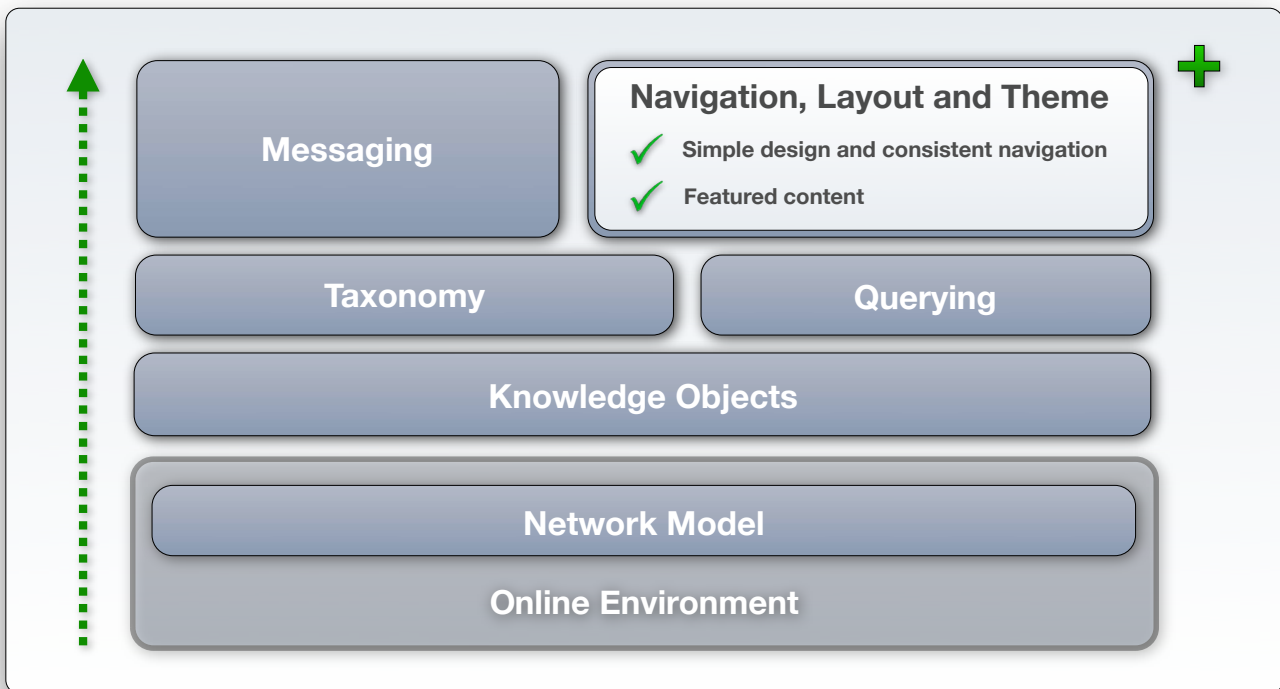 Messaging
Navigation, Layout and Theme
Simple design and consistent navigation
Featured content
Taxonomy
Querying
Knowledge Objects
Network Model
Online Environment